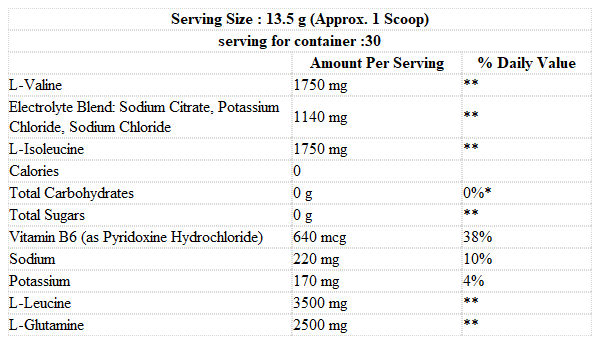 Serving Size : 13.5 g (Approx. 1 Scoop)
serving for container :30
Amount Per Serving % Daily Value
L-Valine 1750 mg **
Electrolyte Blend: Sodium Citrate, Potassium
Chloride, Sodium Chloride 1140 mg **
L-Isoleucine 1750 mg **
Calories 0
Total Carbohydrates 0 g 0%*
Total Sugars 0 g **
Vitamin B6 (as Pyridoxine Hydrochloride) 640 mcg 38%
Sodium 220 mg 10%
Potassium 170 mg 4%
L-Leucine 3500 mg **
L-Glutamine 2500 mg **